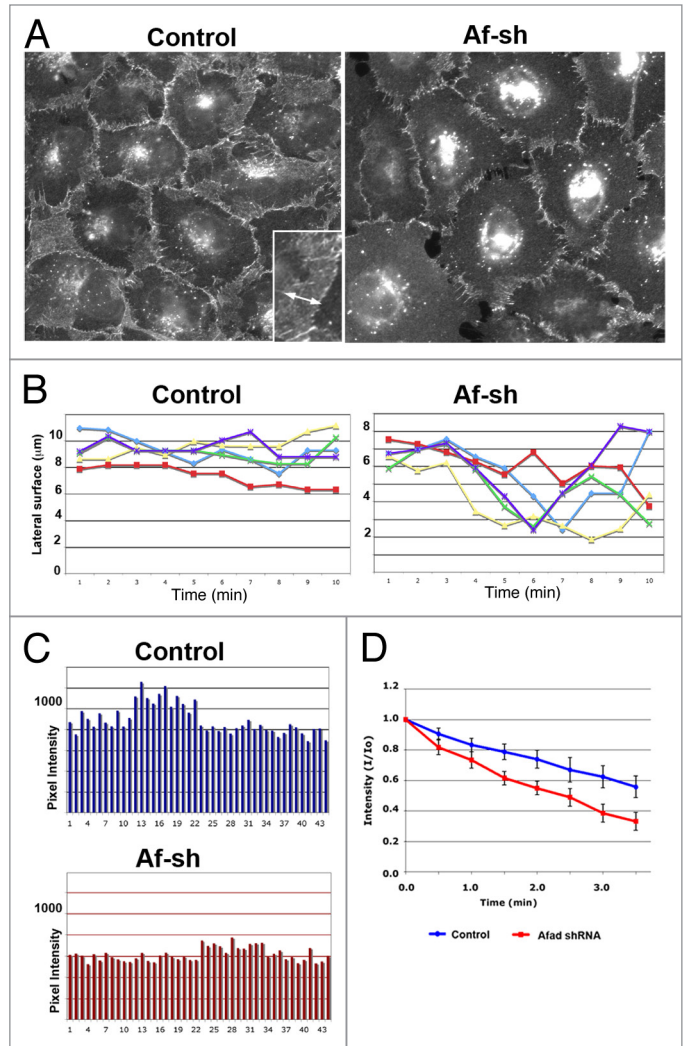 A
Control
Af-sh
B
Control
Af-sh
Lateral surface (μm)
10
8
6
4
2
0
1 2 3 4 5 6 7 8 9 10
Time (min)
8
6
4
2
1 2 3 4 5 6 7 8 9 10
Time (min)
C
Control
1000
Pixel Intensity
1 4 7 10 13 16 19 22 25 28 31 34 37 40 43
Af-sh
1000
Pixel Intensity
1 4 7 10 13 16 19 22 25 28 31 34 37 40 43
D
Intensity (I/Io)
1.2
1.0
0.8
0.6
0.4
0.2
0.0
0.0 1.0 2.0 3.0
Time (min)
Control
Afad shRNA